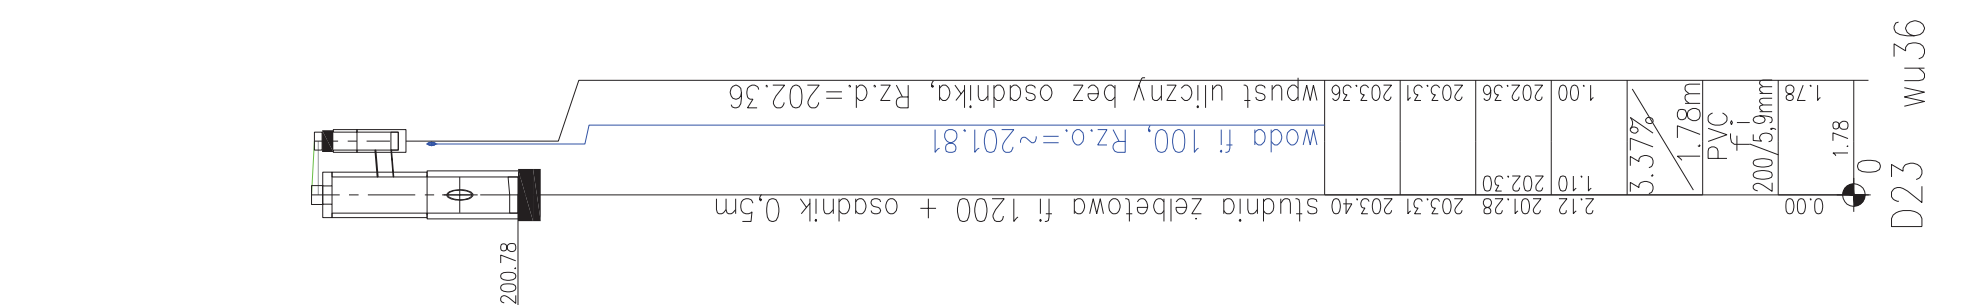 wpust uliczny bez osadnika, Rz.d.=202.36
203.36
203.31
202.36
1.00
1.78
woda fi 100, Rz.o.=~201.81
202.30
1.10
studnia żelbetowa fi 1200 + osadnik 0,5m
203.40
203.31
201.28
2.12
0.00
3.37%
1.78m
PVC
fi
200/5,9mm
1.78
0
D23
wu36
200.78